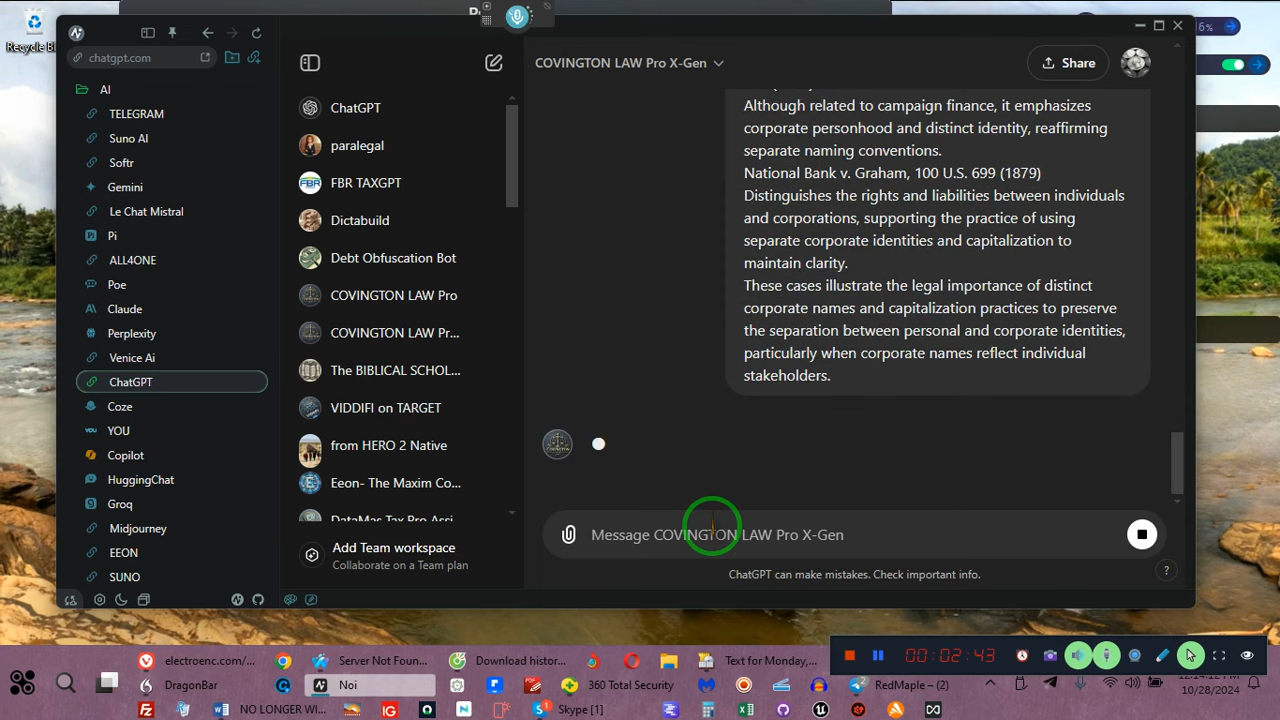 Recycle Bi
chatgpt.com
AI
TELEGRAM
Suno AI
Softr
Gemini
Le Chat Mistral
Pi
ALL4ONE
Poe
Claude
Perplexity
Venice Ai
ChatGPT
Coze
YOU
Copilot
HuggingChat
Groq
Midjourney
EEON
SUNO
ChatGPT
paralegal
FBR TAXGPT
Dictabuild
Debt Obfuscation Bot
COVINGTON LAW Pro
COVINGTON LAW Pr...
The BIBLICAL SCHOL...
VIDDIFI on TARGET
from HERO 2 Native
Eeon- The Maxim Co...
DataMas Tax Pro Assi
Add Team workspace
Collaborate on a Team plan
COVINGTON LAW Pro X-Gen
Share
6%
Although related to campaign finance, it emphasizes
corporate personhood and distinct identity, reaffirming
separate naming conventions.
National Bank v. Graham, 100 U.S. 699 (1879)
Distinguishes the rights and liabilities between individuals
and corporations, supporting the practice of using
separate corporate identities and capitalization to
maintain clarity.
These cases illustrate the legal importance of distinct
corporate names and capitalization practices to preserve
the separation between personal and corporate identities,
particularly when corporate names reflect individual
stakeholders.
Message COVINGTON LAW Pro X-Gen
ChatGPT can make mistakes. Check important info.
?
00:02:43
electroenc.com/...
Server Not Foun...
Download histor...
Text for Monday,
DragonBar
Noi
360 Total Security
RedMaple – (2)
NO LONGER WI...
Skype [1]
10/28/2024